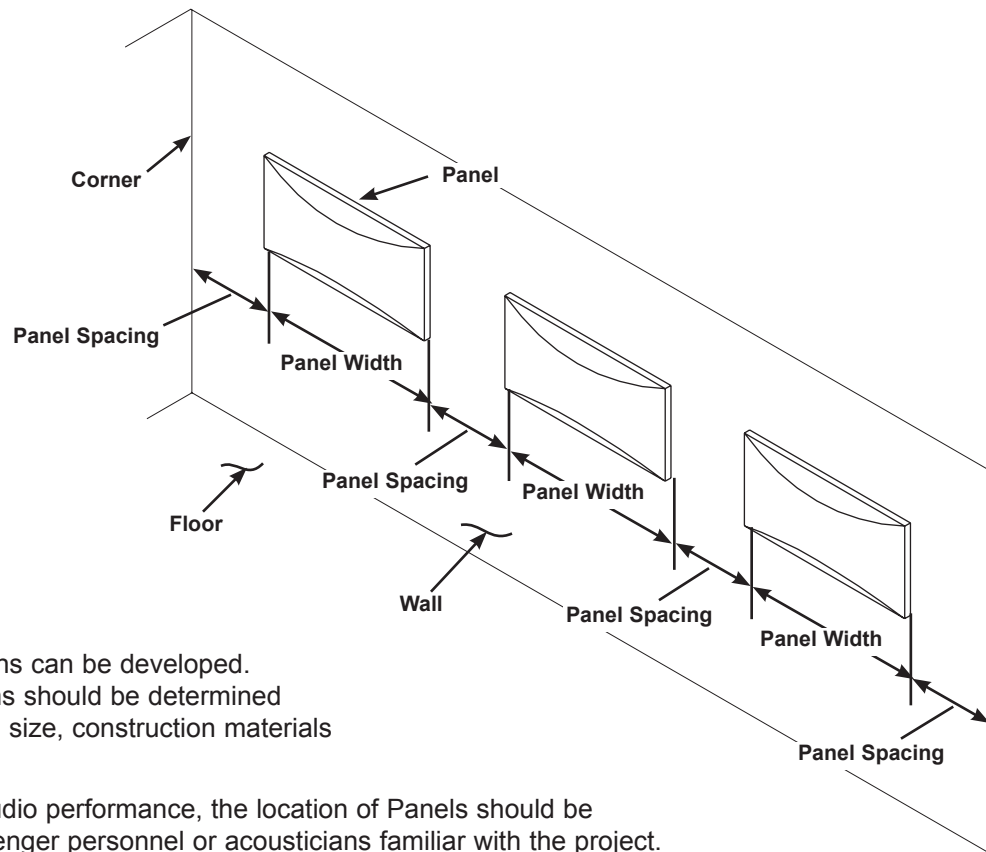 Corner
Panel
Panel Spacing
Panel Width
Panel Spacing
Panel Width
Floor
Wall
Panel Spacing
Panel Width
Panel Spacing
ns can be developed.
ns should be determined
size, construction materials
udio performance, the location of Panels should be
enger personnel or acousticians familiar with the project.